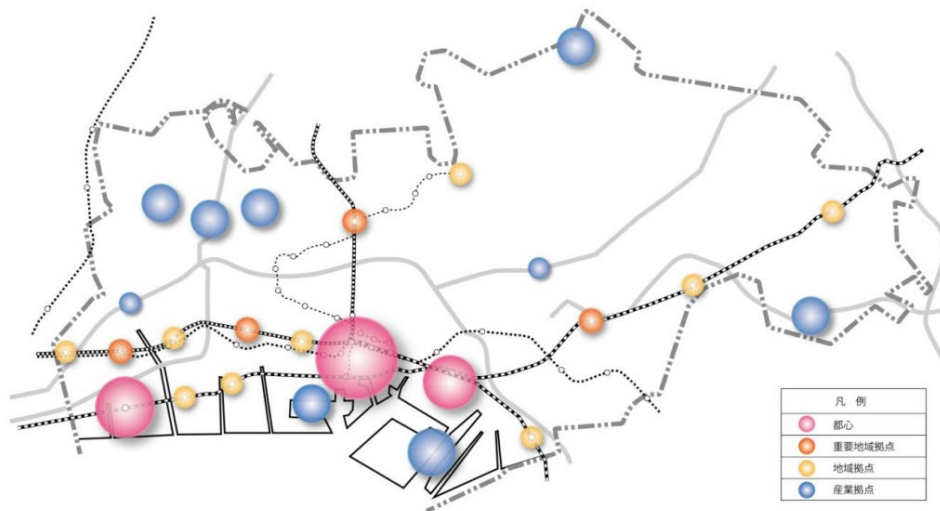 凡 例
都心
重要地域拠点
地域拠点
産業拠点